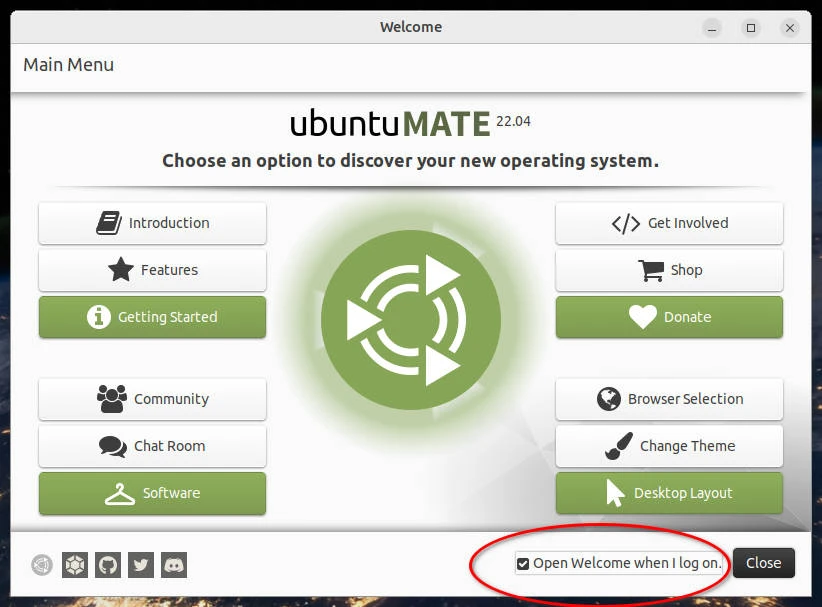 Welcome
Main Menu
ubuntu MATE 22.04
Choose an option to discover your new operating system.
Introduction
Features
Getting Started
Community
Chat Room
Software
Get Involved
Shop
Donate
Browser Selection
Change Theme
Desktop Layout
Open Welcome when I log on.
Close